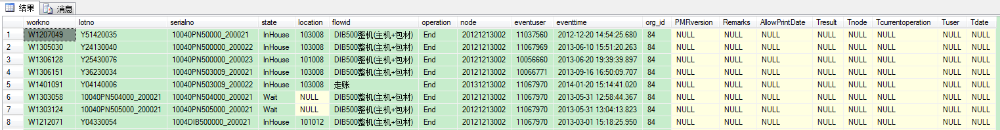 结果 消息
workno lotno serialno state location flowid operation node eventuser eventtime org_id PMRversion Remarks AllowPrintDate Tresult Tnode Tcurrentoperation Tuser Tdate
1 W1207049 Y51420035 10040PN50000_200021 InHouse 103008 DIB500整机(主机+包材) End 20121213002 11037560 2012-12-20 14:54:25.680 84 NULL NULL NULL NULL NULL NULL NULL NULL
2 W1305030 Y24130040 10040PN500000_200022 InHouse 103008 DIB500整机(主机+包材) End 20121213002 11067969 2013-06-10 15:51:20.263 84 NULL NULL NULL NULL NULL NULL NULL NULL
3 W1306128 Y25430076 10040PN500000_200023 InHouse 101008 DIB500整机(主机+包材) End 20121213002 10056660 2013-06-20 19:39:39.897 84 NULL NULL NULL NULL NULL NULL NULL NULL
4 W1306151 Y36230034 10040PN503009_200021 InHouse 103008 DIB500整机(主机+包材) End 20121213002 10066771 2013-09-16 16:50:09.707 84 NULL NULL NULL NULL NULL NULL NULL NULL
5 W1401091 Y04140006 10040PN503009_200022 InHouse 103008 走账 End 20131213002 11067970 2014-01-20 15:14:41.020 84 NULL NULL NULL NULL NULL NULL NULL NULL
6 W1303058 10040PN504000_200021 10040PN504000_200021 Wait NULL DIB500整机(主机+包材) End 20121213002 11067970 2013-05-31 12:58:44.367 84 NULL NULL NULL NULL NULL NULL NULL NULL
7 W1303124 10040PN505000_200021 10040PN505000_200021 Wait NULL DIB500整机(主机+包材) End 20121213002 11067970 2013-05-31 13:04:13.823 84 NULL NULL NULL NULL NULL NULL NULL NULL
8 W1212071 Y04330054 1004DIB500000_200021 InHouse 101012 DIB500整机(主机+包材) End 20121213002 11067970 2013-03-01 15:18:25.950 84 NULL NULL NULL NULL NULL NULL NULL NULL